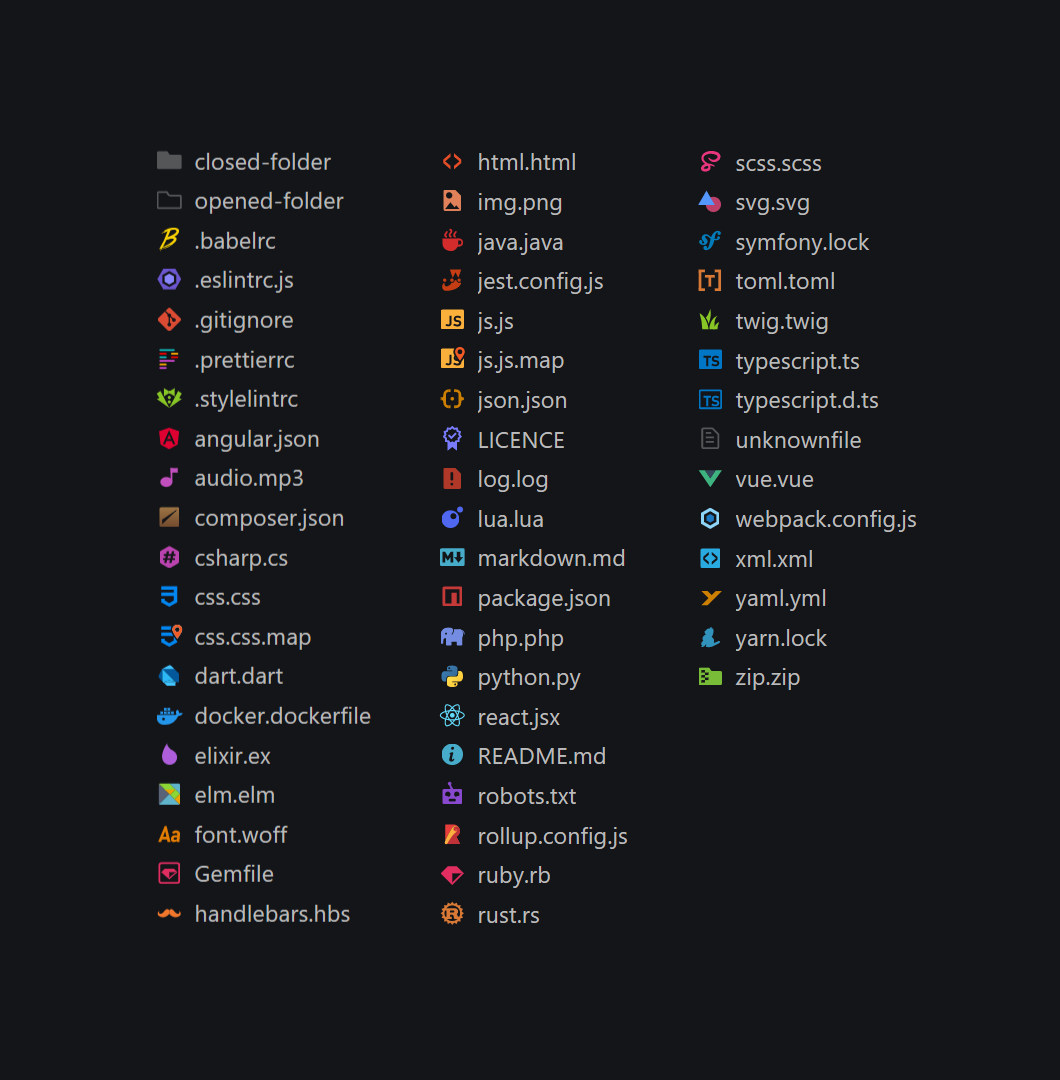 closed-folder
opened-folder
.babelrc
.eslintrc.js
.gitignore
.prettierrc
.stylelintrc
angular.json
audio.mp3
composer.json
csharp.cs
css.css
css.css.map
dart.dart
docker.dockerfile
elixir.ex
elm.elm
Aa font.woff
Gemfile
handlebars.hbs
html.html
img.png
java.java
jest.config.js
JS js.js
JS js.js.map
json.json
LICENCE
log.log
lua.lua
M markdown.md
package.json
php.php
python.py
react.jsx
i README.md
robots.txt
rollup.config.js
ruby.rb
R rust.rs
scss.scss
svg.svg
sf symfony.lock
[T] toml.toml
twig.twig
TS typescript.ts
TS typescript.d.ts
unknownfile
vue.vue
webpack.config.js
xml.xml
yaml.yml
yarn.lock
zip.zip